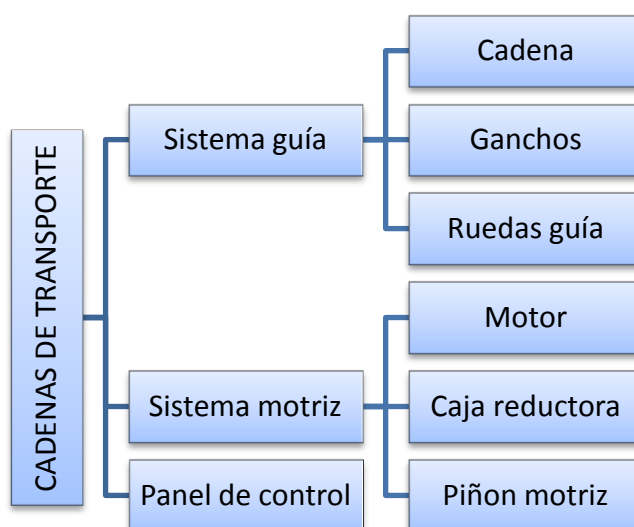 CADENAS DE TRANSPORTE
Sistema guía
Cadena
Ganchos
Ruedas guía
Sistema motriz
Motor
Caja reductora
Piñon motriz
Panel de control